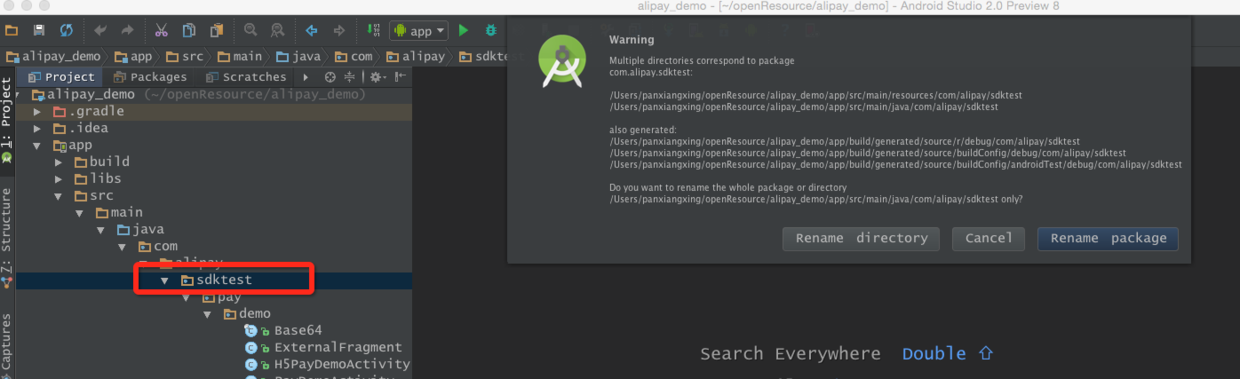 alipay_demo - [~/openResource/alipay_demo] - Android Studio 2.0 Preview 8
app
alipay_demo app src main java com alipay sdkt
1: Project
Z: Structure
Captures
Project Packages Scratches
alipay_demo (~/openResource/alipay_demo)
.gradle
.idea
app
build
libs
src
main
java
com
alipay
sdktest
pay
demo
Base64
ExternalFragment
H5PayDemoActivity
PayDemoActivity
Warning
Multiple directories correspond to package
com.alipay.sdktest:
/Users/panxiangxing/openResource/alipay_demo/app/src/main/resources/com/alipay/sdktest
/Users/panxiangxing/openResource/alipay_demo/app/src/main/java/com/alipay/sdktest
also generated:
/Users/panxiangxing/openResource/alipay_demo/app/build/generated/source/r/debug/com/alipay/sdktest
/Users/panxiangxing/openResource/alipay_demo/app/build/generated/source/buildConfig/debug/com/alipay/sdktest
/Users/panxiangxing/openResource/alipay_demo/app/build/generated/source/buildConfig/androidTest/debug/com/alipay/sdktest
Do you want to rename the whole package or directory
/Users/panxiangxing/openResource/alipay_demo/app/src/main/java/com/alipay/sdktest only?
Rename directory Cancel Rename package
Search Everywhere Double ⇧